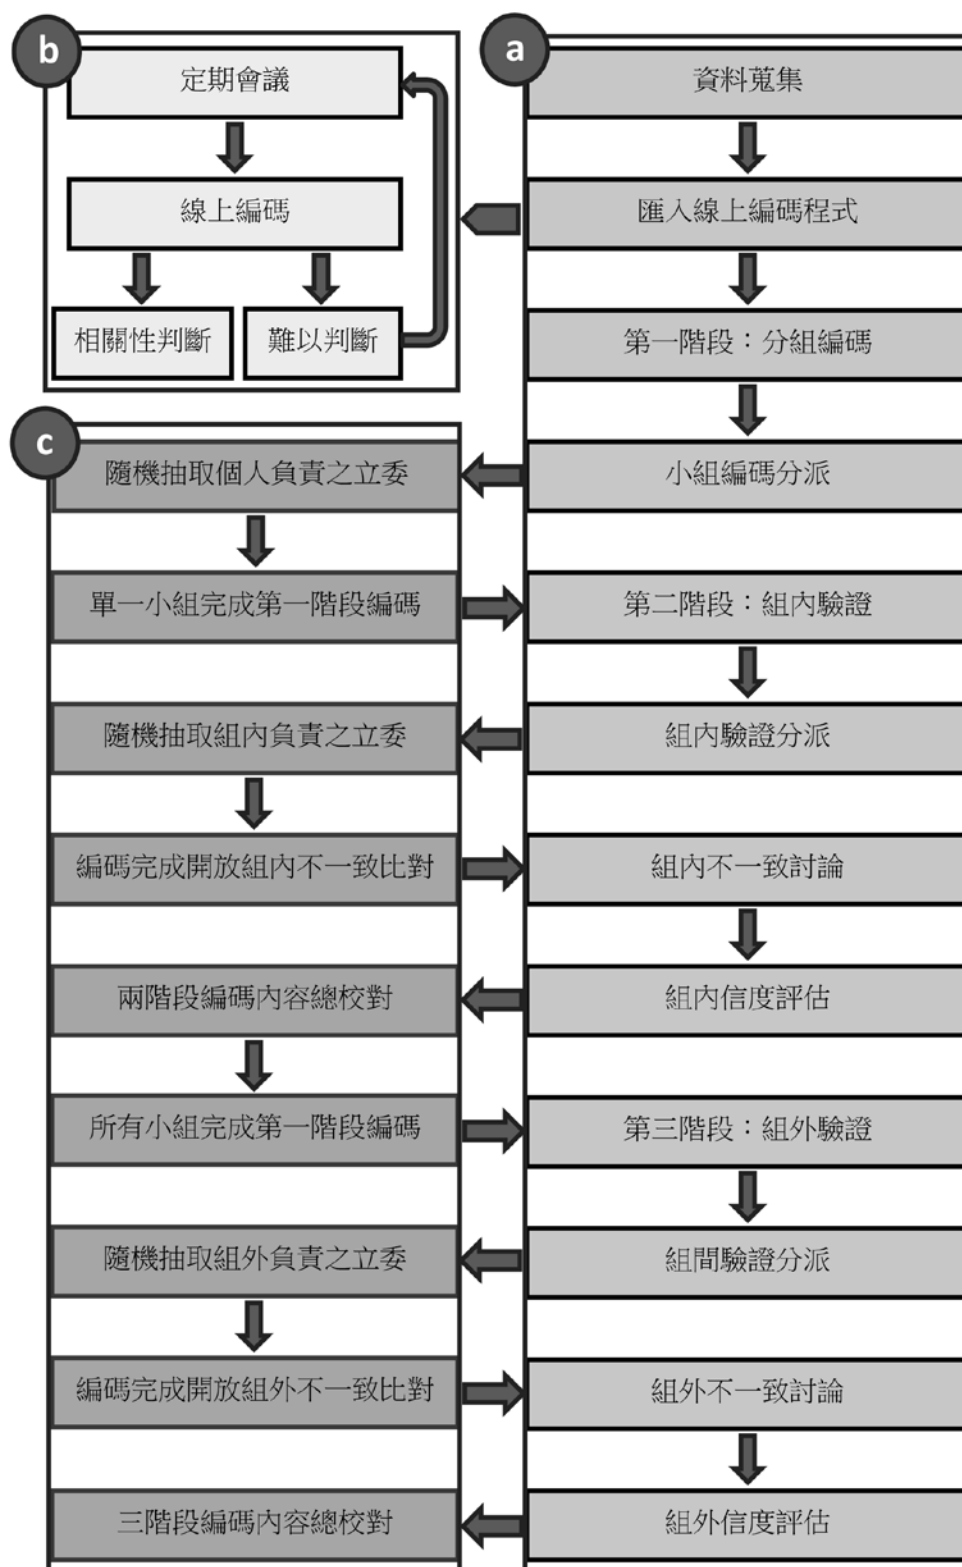 b
定期會議
線上編碼
相關性判斷
難以判斷
a
資料蒐集
匯入線上編碼程式
第一階段：分組編碼
小組編碼分派
第二階段：組內驗證
組內驗證分派
組內不一致討論
組內信度評估
第三階段：組外驗證
組間驗證分派
組外不一致討論
組外信度評估
c
隨機抽取個人負責之立委
單一小組完成第一階段編碼
隨機抽取組內負責之立委
編碼完成開放組內不一致比對
兩階段編碼內容總校對
所有小組完成第一階段編碼
隨機抽取組外負責之立委
編碼完成開放組外不一致比對
三階段編碼內容總校對